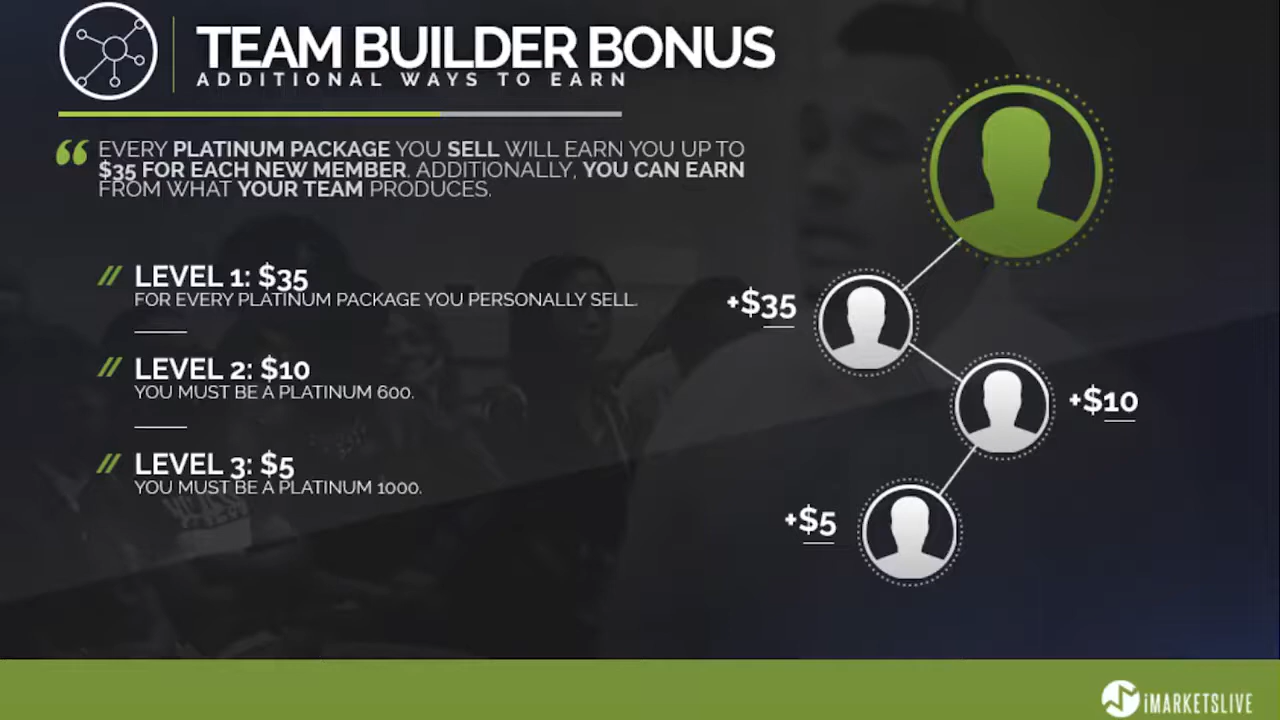 TEAM BUILDER BONUS
ADDITIONAL WAYS TO EARN
“ EVERY PLATINUM PACKAGE YOU SELL WILL EARN YOU UP TO
$35 FOR EACH NEW MEMBER. ADDITIONALLY, YOU CAN EARN
FROM WHAT YOUR TEAM PRODUCES.
// LEVEL 1: $35
FOR EVERY PLATINUM PACKAGE YOU PERSONALLY SELL.
// LEVEL 2: $10
YOU MUST BE A PLATINUM 600.
// LEVEL 3: $5
YOU MUST BE A PLATINUM 1000.
+$35
+$10
+$5
iMARKETSLIVE